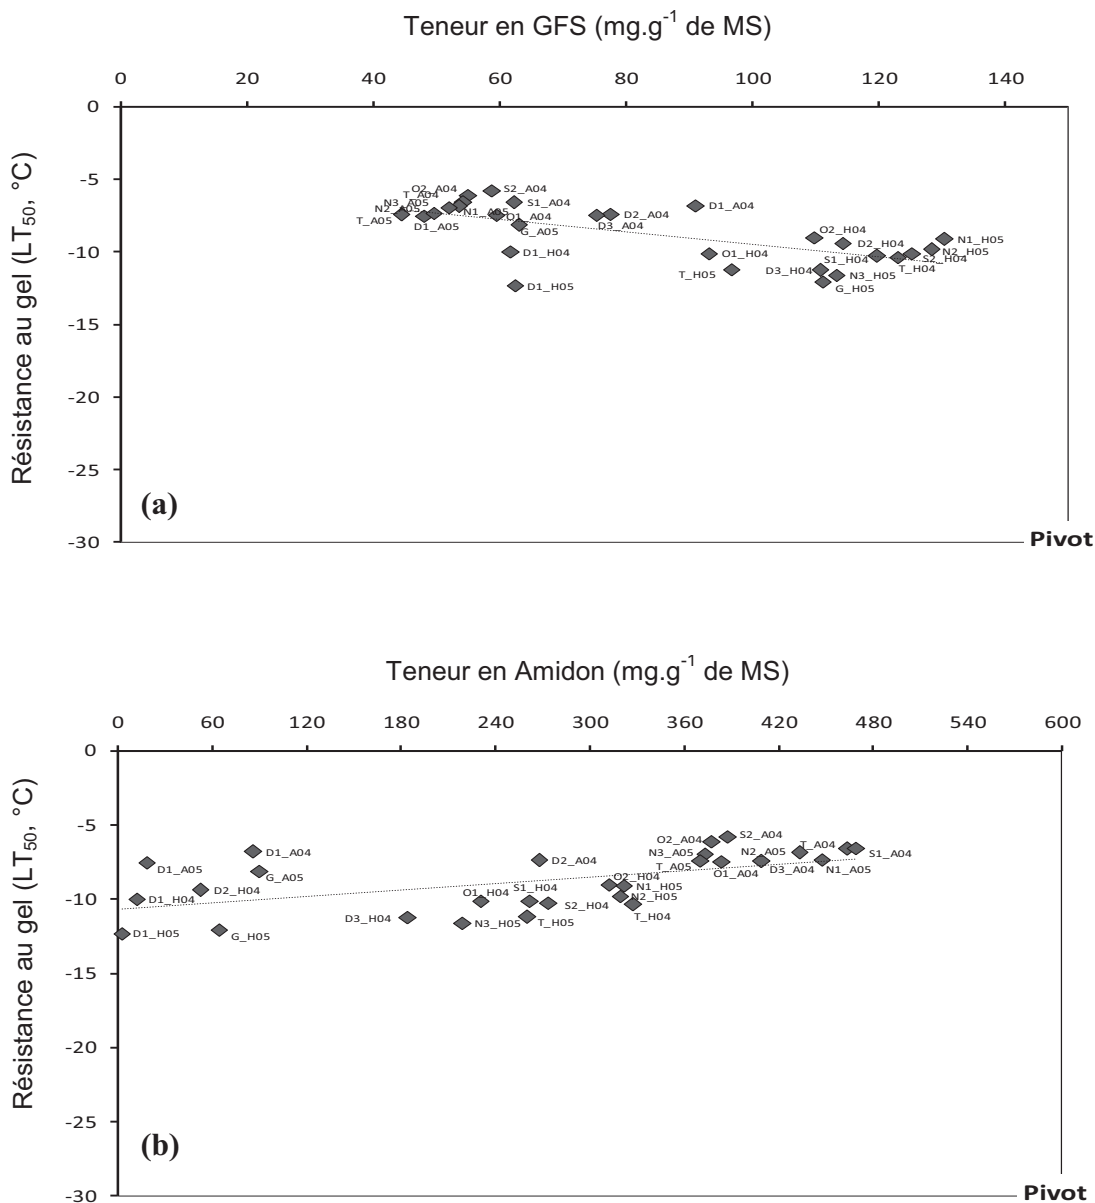 Teneur en GFS (mg.g-1 de MS)
0 20 40 60 80 100 120 140
Résistance au gel (LT50, °C)
0
-5
-10
-15
-20
-25
-30
O2_A04
S2_A04
T_A04
N3_A05
S1_A04
D1_A04
N2_A05
N1_A05
T_A05
O1_A04
D2_A04
D1_A05
G_A05
D3_A04
O2_H04
N1_H05
D1_H04
O1_H04
D2_H04
N2_H05
S1_H04
S2_H04
T_H05
D3_H04
T_H04
N3_H05
D1_H05
G_H05
(a)
Pivot
Teneur en Amidon (mg.g-1 de MS)
0 60 120 180 240 300 360 420 480 540 600
Résistance au gel (LT50, °C)
0
-5
-10
-15
-20
-25
-30
O2_A04
S2_A04
T_A04
D1_A04
N3_A05
N2_A05
S1_A04
D1_A05
D2_A04
T_A05
O1_A04
D3_A04
N1_A05
G_A05
D2_H04
O2_H04
D1_H04
O1_H04
S1_H04
N1_H05
N2_H05
S2_H04
D3_H04
N3_H05
T_H05
T_H04
D1_H05
G_H05
(b)
Pivot